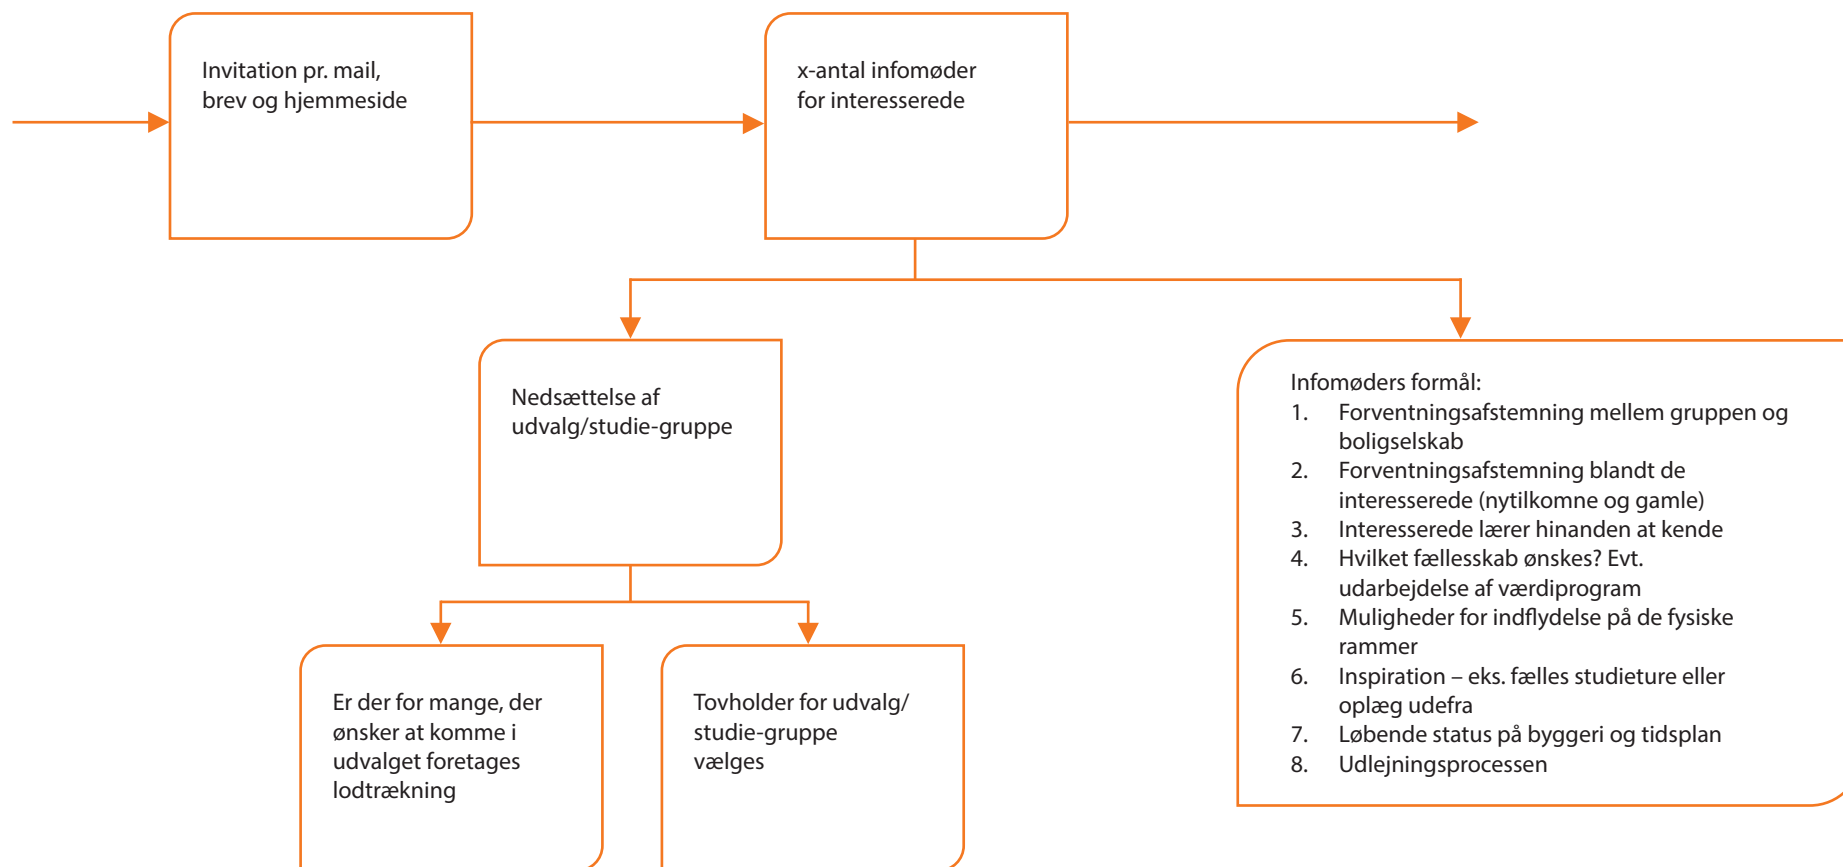 Invitation pr. mail,
brev og hjemmeside
x-antal infomøder
for interesserede
Nedsættelse af
udvalg/studie-gruppe
Er der for mange, der
ønsker at komme i
udvalget foretages
lodtrækning
Tovholder for udvalg/
studie-gruppe
vælges
Infomøders formål:
1. Forventningsafstemning mellem gruppen og
boligselskab
2. Forventningsafstemning blandt de
interesserede (nytilkomne og gamle)
3. Interesserede lærer hinanden at kende
4. Hvilket fællesskab ønskes? Evt.
udarbejdelse af værdiprogram
5. Muligheder for indflydelse på de fysiske
rammer
6. Inspiration – eks. fælles studieture eller
oplæg udefra
7. Løbende status på byggeri og tidsplan
8. Udlejningsprocessen